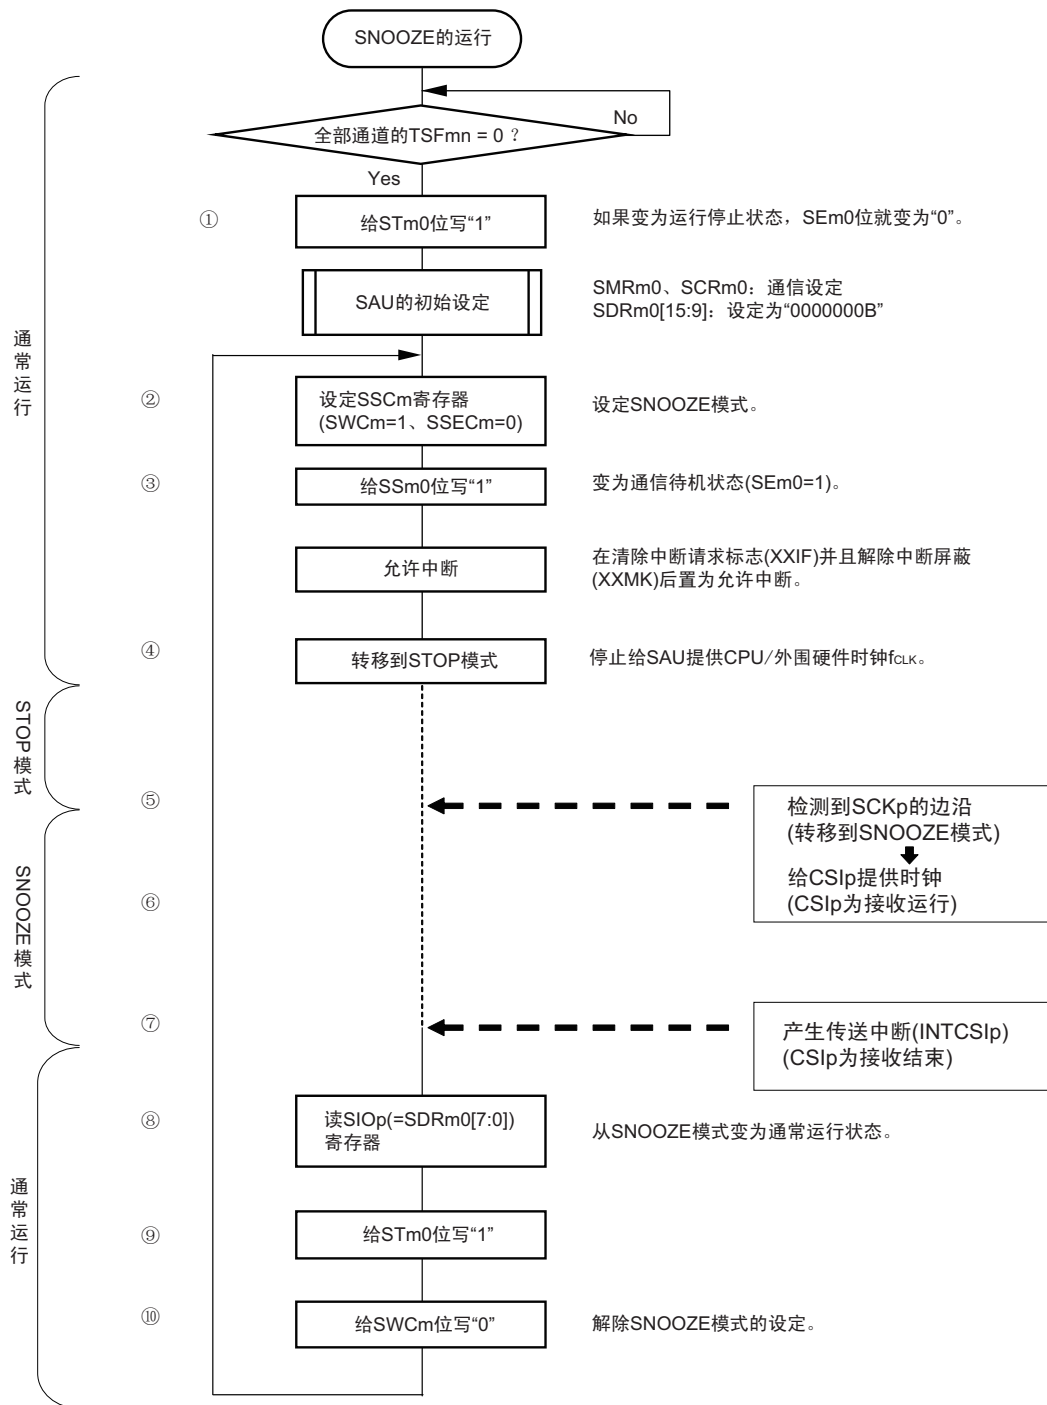 SNOOZE的运行
No
全部通道的TSFmn = 0 ？
Yes
①
给STm0位写“1”
如果变为运行停止状态，SEm0位就变为“0”。
SAU的初始设定
SMRm0、SCRm0：通信设定
SDRm0[15:9]：设定为“0000000B”
通常运行
②
设定SSCm寄存器
(SWCm=1、SSECm=0)
设定SNOOZE模式。
③
给SSm0位写“1”
变为通信待机状态(SEm0=1)。
允许中断
在清除中断请求标志(XXIF)并且解除中断屏蔽
(XXMK)后置为允许中断。
④
转移到STOP模式
停止给SAU提供CPU/外围硬件时钟fCLK。
STOP模式
⑤
检测到SCKp的边沿
(转移到SNOOZE模式)
给CSIp提供时钟
(CSIp为接收运行)
SNOOZE模式
⑥
⑦
产生传送中断(INTCSIp)
(CSIp为接收结束)
⑧
读SIOp(=SDRm0[7:0])
寄存器
从SNOOZE模式变为通常运行状态。
通常运行
⑨
给STm0位写“1”
⑩
给SWCm位写“0”
解除SNOOZE模式的设定。